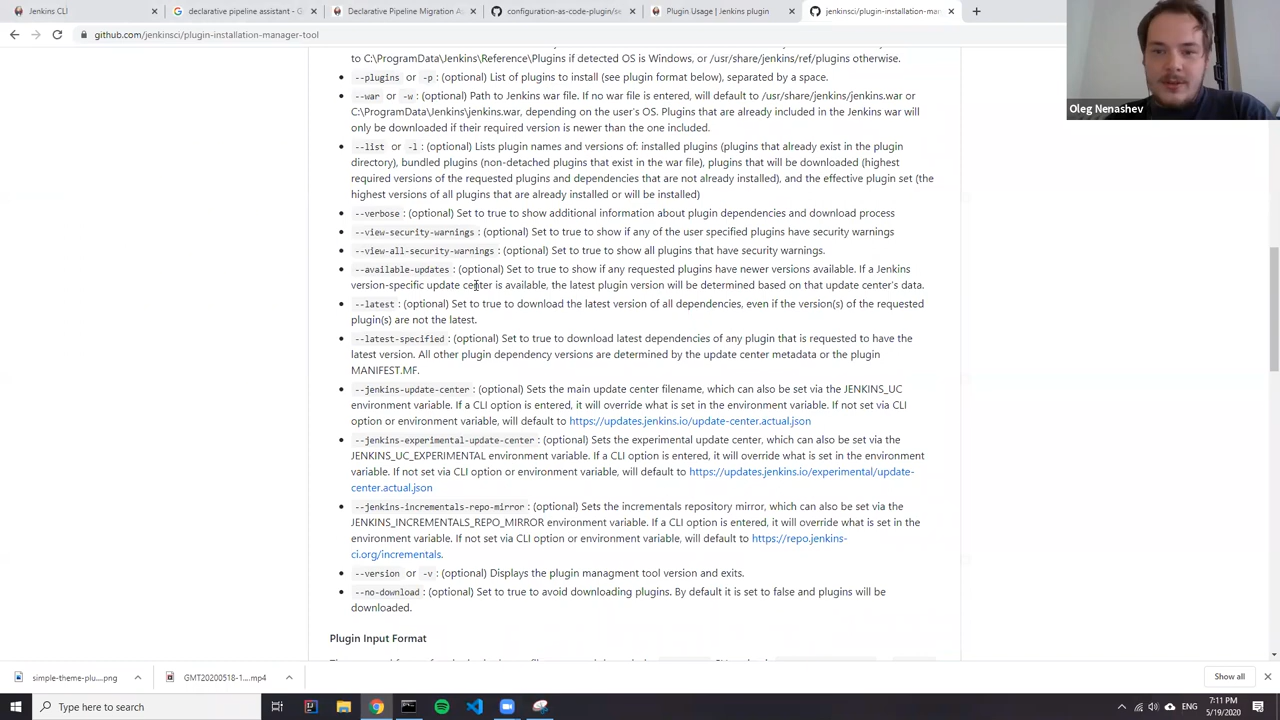 Jenkins CLI
declarative pipeline assistant - G
Declarative Pipeline Migration As
configuration-as-code-plugin/se
Plugin Usage | Jenkins plugin
jenkinsci/plugin-installation-man
github.com/jenkinsci/plugin-installation-manager-tool
Oleg Nenashev
to C:\ProgramData\Jenkins\Reference\Plugins if detected OS is Windows, or /usr/share/jenkins/ref/plugins otherwise.
--plugins or -p : (optional) List of plugins to install (see plugin format below), separated by a space.
--war or -w : (optional) Path to Jenkins war file. If no war file is entered, will default to /usr/share/jenkins/jenkins.war or
C:\ProgramData\Jenkins\jenkins.war, depending on the user's OS. Plugins that are already included in the Jenkins war will
only be downloaded if their required version is newer than the one included.
--list or -l : (optional) Lists plugin names and versions of: installed plugins (plugins that already exist in the plugin
directory), bundled plugins (non-detached plugins that exist in the war file), plugins that will be downloaded (highest
required versions of the requested plugins and dependencies that are not already installed), and the effective plugin set (the
highest versions of all plugins that are already installed or will be installed)
--verbose : (optional) Set to true to show additional information about plugin dependencies and download process
--view-security-warnings : (optional) Set to true to show if any of the user specified plugins have security warnings
--view-all-security-warnings : (optional) Set to true to show all plugins that have security warnings.
--available-updates : (optional) Set to true to show if any requested plugins have newer versions available. If a Jenkins
version-specific update center is available, the latest plugin version will be determined based on that update center's data.
--latest : (optional) Set to true to download the latest version of all dependencies, even if the version(s) of the requested
plugin(s) are not the latest.
--latest-specified : (optional) Set to true to download latest dependencies of any plugin that is requested to have the
latest version. All other plugin dependency versions are determined by the update center metadata or the plugin
MANIFEST.MF.
--jenkins-update-center : (optional) Sets the main update center filename, which can also be set via the JENKINS_UC
environment variable. If a CLI option is entered, it will override what is set in the environment variable. If not set via CLI
option or environment variable, will default to https://updates.jenkins.io/update-center.actual.json
--jenkins-experimental-update-center : (optional) Sets the experimental update center, which can also be set via the
JENKINS_UC_EXPERIMENTAL environment variable. If a CLI option is entered, it will override what is set in the environment
variable. If not set via CLI option or environment variable, will default to https://updates.jenkins.io/experimental/update-
center.actual.json
--jenkins-incrementals-repo-mirror : (optional) Sets the incrementals repository mirror, which can also be set via the
JENKINS_INCREMENTALS_REPO_MIRROR environment variable. If a CLI option is entered, it will override what is set in the
environment variable. If not set via CLI option or environment variable, will default to https://repo.jenkins-
ci.org/incrementals.
--version or -v : (optional) Displays the plugin managment tool version and exits.
--no-download : (optional) Set to true to avoid downloading plugins. By default it is set to false and plugins will be
downloaded.
Plugin Input Format
simple-theme-plu....png
GMT20200518-1....mp4
Show all
Type here to search
ENG
7:11 PM
5/19/2020